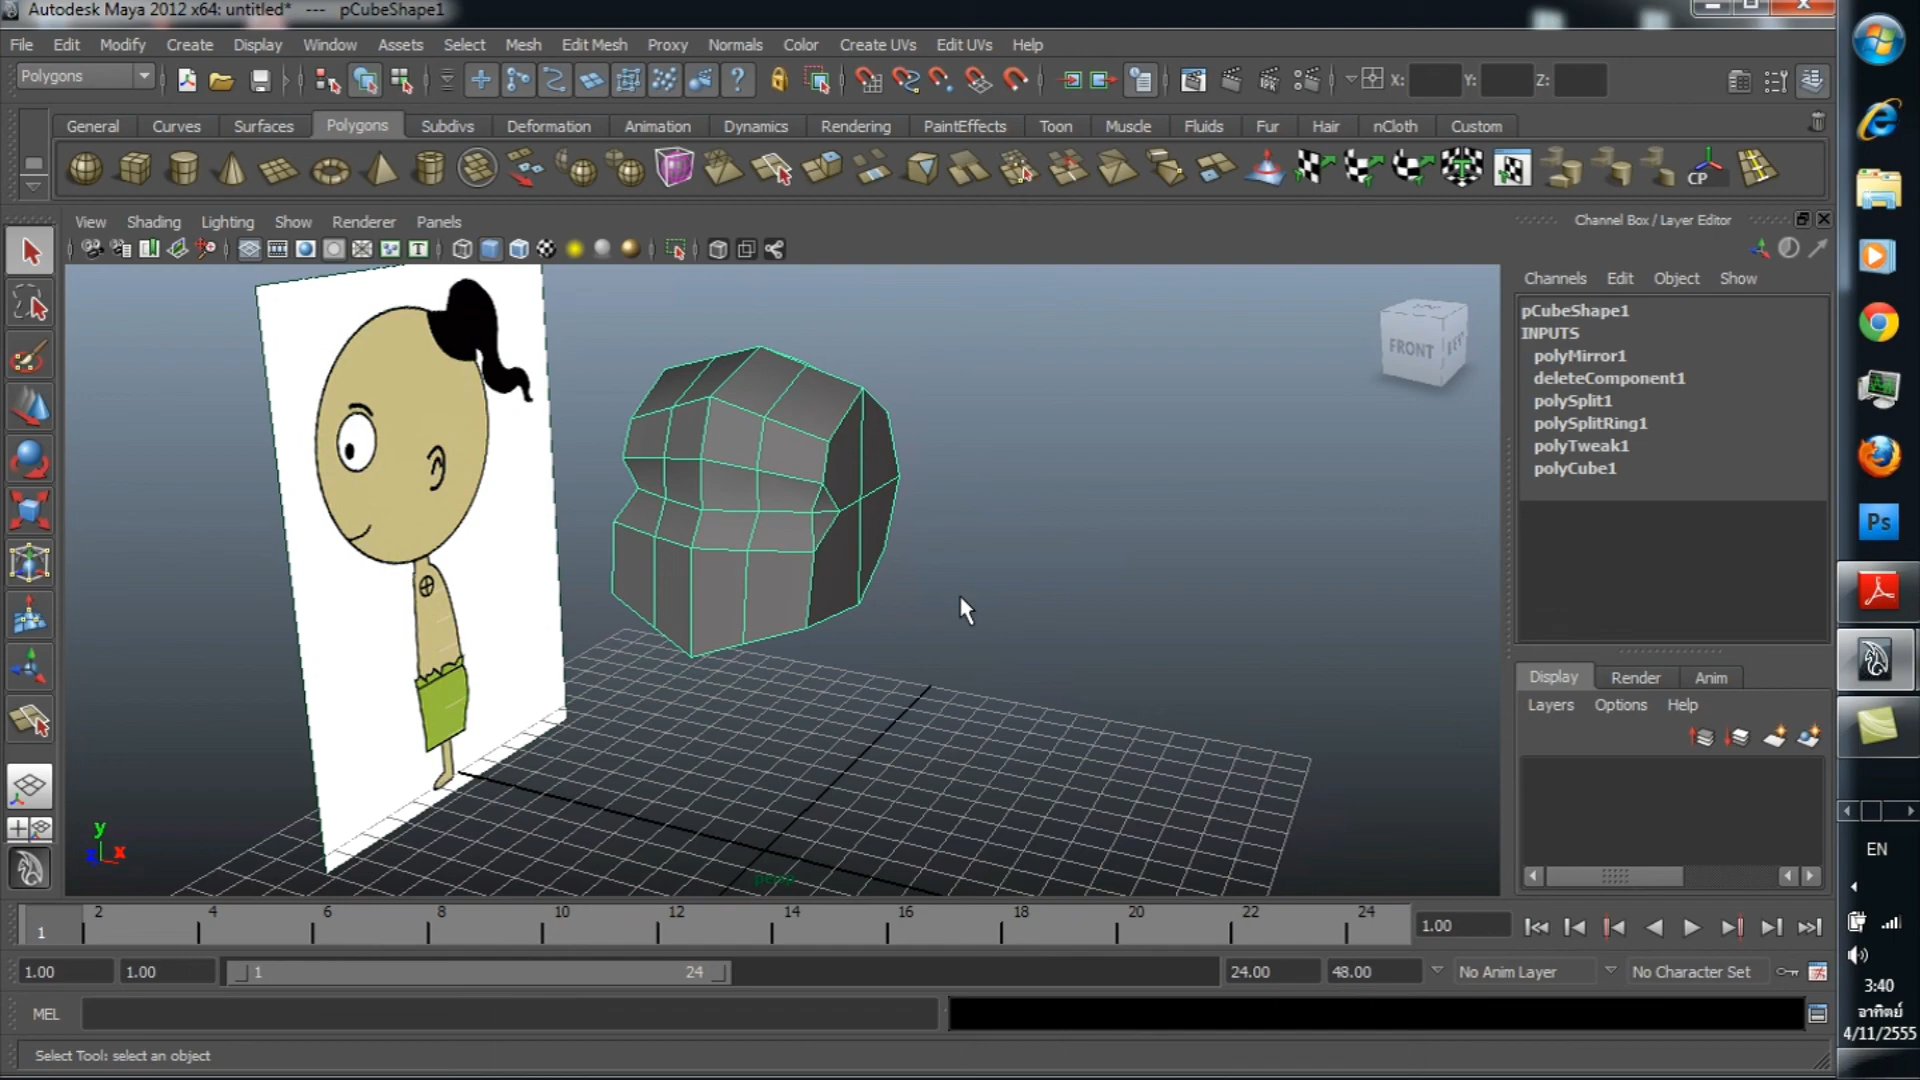 Autodesk Maya 2012 x64: untitled* --- pCubeShape1
File Edit Modify Create Display Window Assets Select Mesh Edit Mesh Proxy Normals Color Create UVs Edit UVs Help
Polygons
IPR
X: Y: Z:
General Curves Surfaces Polygons Subdivs Deformation Animation Dynamics Rendering PaintEffects Toon Muscle Fluids Fur Hair nCloth Custom
CP
View Shading Lighting Show Renderer Panels
Channel Box / Layer Editor
Channels Edit Object Show
pCubeShape1
INPUTS
polyMirror1
deleteComponent1
polySplit1
polySplitRing1
polyTweak1
polyCube1
FRONT
persp
y
z x
Display Render Anim
Layers Options Help
Ps
EN
2 4 6 8 10 12 14 16 18 20 22 24
1
1.00
1.00 1.00 1 24 24.00 48.00 No Anim Layer No Character Set
MEL
Select Tool: select an object
3:40
อาทิตย์
4/11/2555